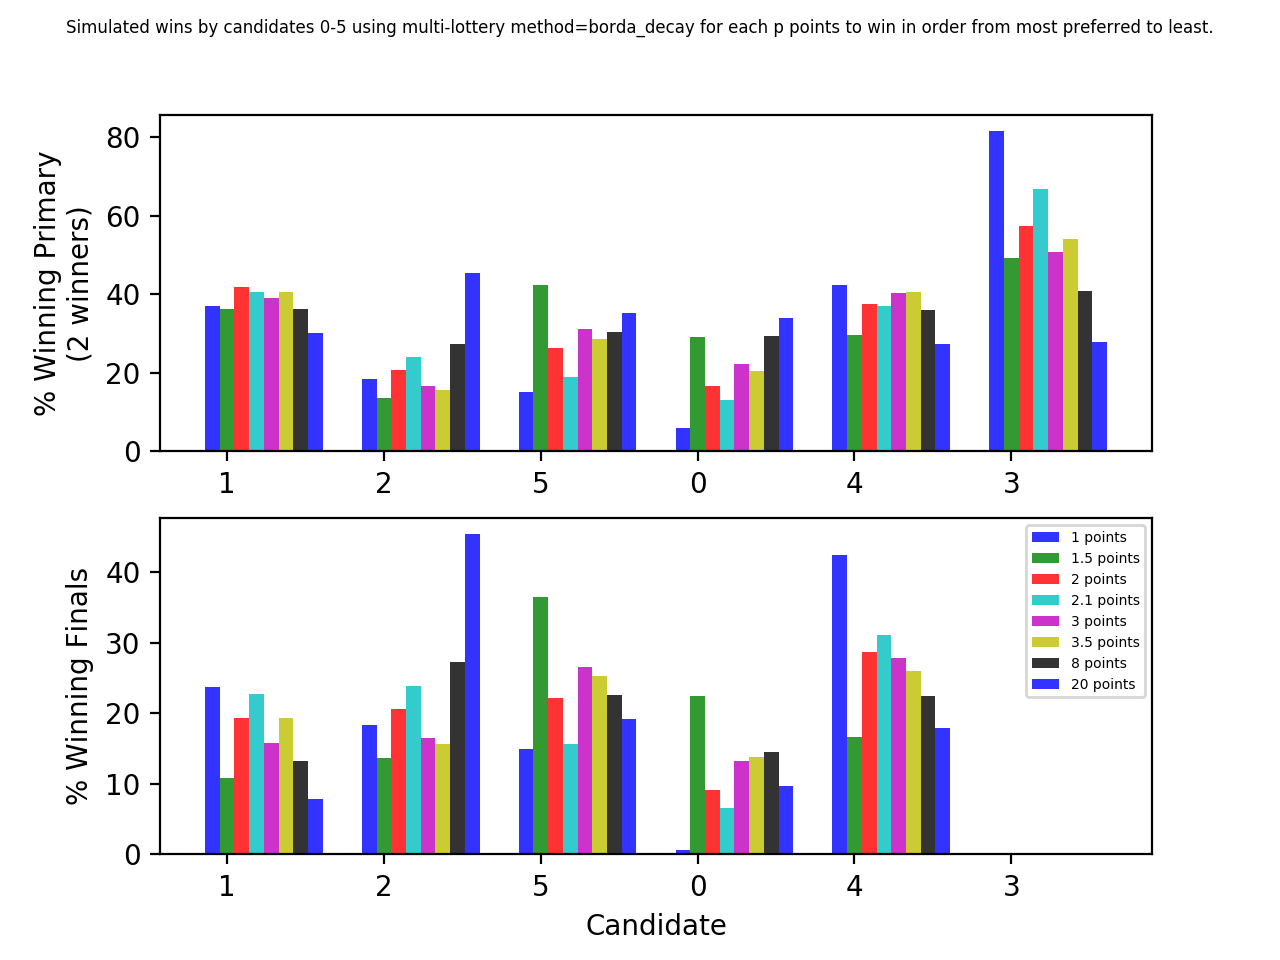 Simulated wins by candidates 0-5 using multi-lottery method=borda_decay for each p points to win in order from most preferred to least.
% Winning Primary
(2 winners)
80
60
40
20
0
1 2 5 0 4 3
% Winning Finals
40
30
20
10
0
1 points
1.5 points
2 points
2.1 points
3 points
3.5 points
8 points
20 points
1 2 5 0 4 3
Candidate